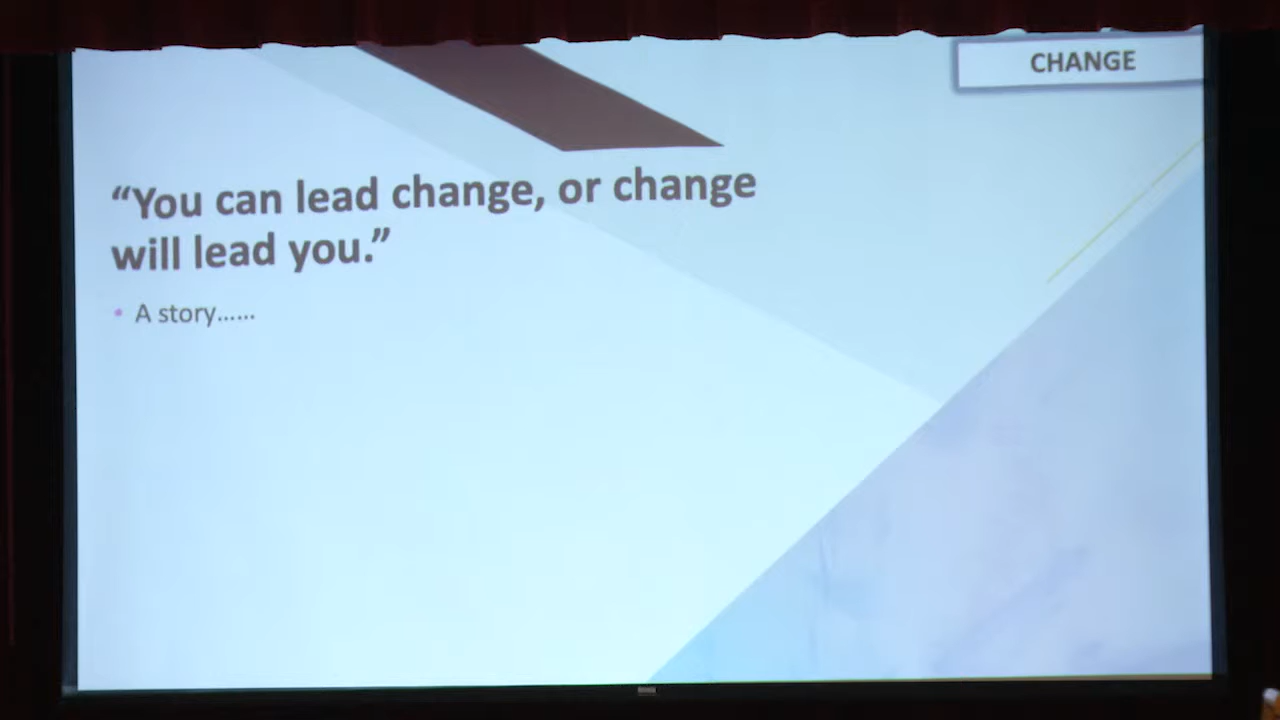 CHANGE
“You can lead change, or change
will lead you.”
• A story......